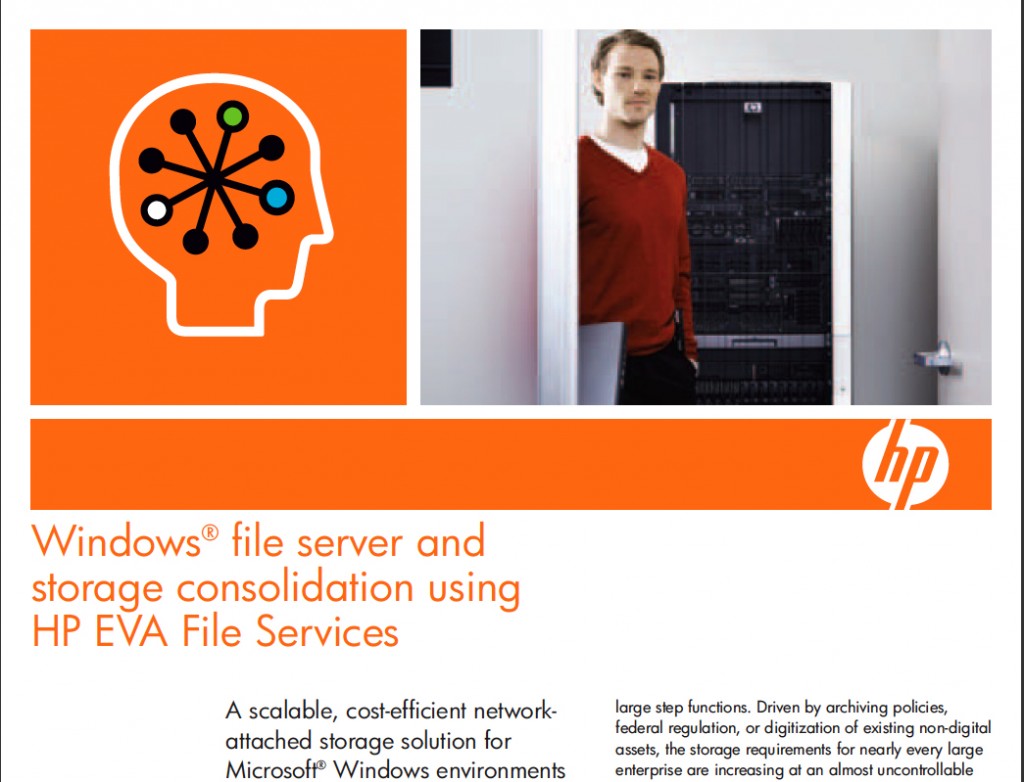 hp
hp
Windows® file server and
storage consolidation using
HP EVA File Services
A scalable, cost-efficient network-
attached storage solution for
Microsoft® Windows environments
large step functions. Driven by archiving policies,
federal regulation, or digitization of existing non-digital
assets, the storage requirements for nearly every large
enterprise are increasing at an almost uncontrollable